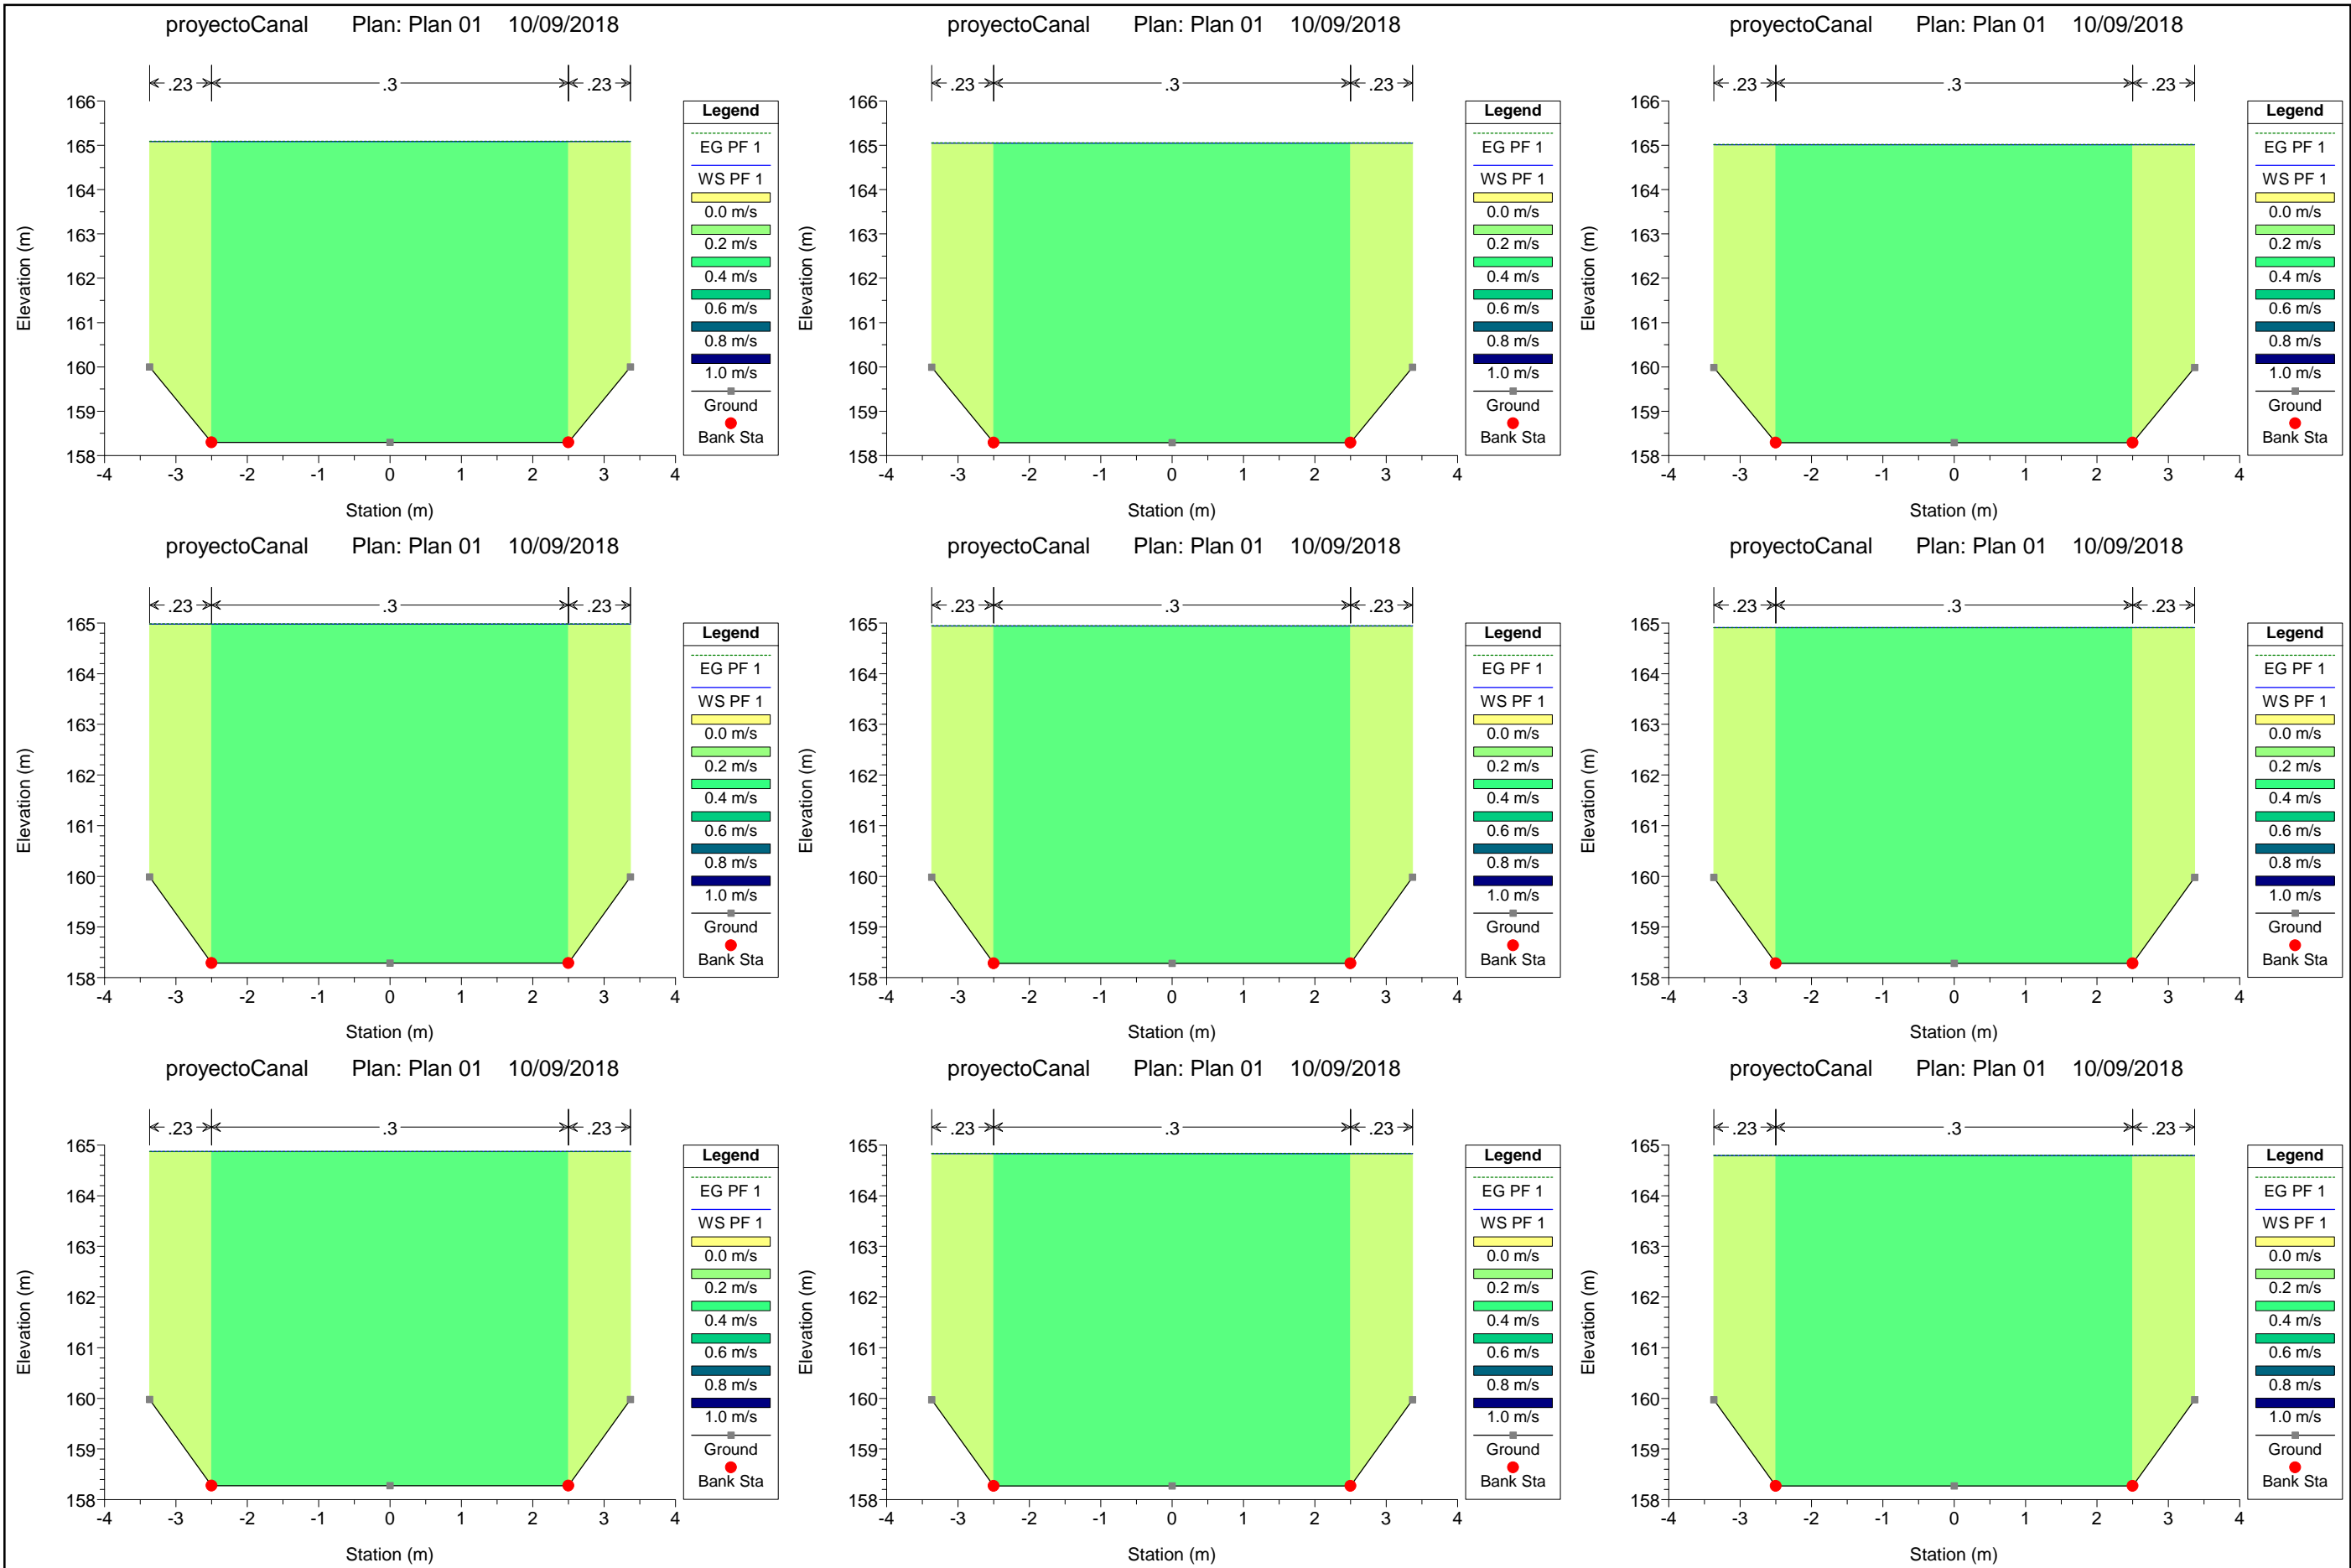 proyectoCanal Plan: Plan 01 10/09/2018
.23 .3 .23
Elevation (m)
166
165
164
163
162
161
160
159
158
-4 -3 -2 -1 0 1 2 3 4
Station (m)
Legend
EG PF 1
WS PF 1
0.0 m/s
0.2 m/s
0.4 m/s
0.6 m/s
0.8 m/s
1.0 m/s
Ground
Bank Sta
proyectoCanal Plan: Plan 01 10/09/2018
.23 .3 .23
Elevation (m)
166
165
164
163
162
161
160
159
158
-4 -3 -2 -1 0 1 2 3 4
Station (m)
Legend
EG PF 1
WS PF 1
0.0 m/s
0.2 m/s
0.4 m/s
0.6 m/s
0.8 m/s
1.0 m/s
Ground
Bank Sta
proyectoCanal Plan: Plan 01 10/09/2018
.23 .3 .23
Elevation (m)
166
165
164
163
162
161
160
159
158
-4 -3 -2 -1 0 1 2 3 4
Station (m)
Legend
EG PF 1
WS PF 1
0.0 m/s
0.2 m/s
0.4 m/s
0.6 m/s
0.8 m/s
1.0 m/s
Ground
Bank Sta
proyectoCanal Plan: Plan 01 10/09/2018
.23 .3 .23
Elevation (m)
165
164
163
162
161
160
159
158
-4 -3 -2 -1 0 1 2 3 4
Station (m)
Legend
EG PF 1
WS PF 1
0.0 m/s
0.2 m/s
0.4 m/s
0.6 m/s
0.8 m/s
1.0 m/s
Ground
Bank Sta
proyectoCanal Plan: Plan 01 10/09/2018
.23 .3 .23
Elevation (m)
165
164
163
162
161
160
159
158
-4 -3 -2 -1 0 1 2 3 4
Station (m)
Legend
EG PF 1
WS PF 1
0.0 m/s
0.2 m/s
0.4 m/s
0.6 m/s
0.8 m/s
1.0 m/s
Ground
Bank Sta
proyectoCanal Plan: Plan 01 10/09/2018
.23 .3 .23
Elevation (m)
165
164
163
162
161
160
159
158
-4 -3 -2 -1 0 1 2 3 4
Station (m)
Legend
EG PF 1
WS PF 1
0.0 m/s
0.2 m/s
0.4 m/s
0.6 m/s
0.8 m/s
1.0 m/s
Ground
Bank Sta
proyectoCanal Plan: Plan 01 10/09/2018
.23 .3 .23
Elevation (m)
165
164
163
162
161
160
159
158
-4 -3 -2 -1 0 1 2 3 4
Station (m)
Legend
EG PF 1
WS PF 1
0.0 m/s
0.2 m/s
0.4 m/s
0.6 m/s
0.8 m/s
1.0 m/s
Ground
Bank Sta
proyectoCanal Plan: Plan 01 10/09/2018
.23 .3 .23
Elevation (m)
165
164
163
162
161
160
159
158
-4 -3 -2 -1 0 1 2 3 4
Station (m)
Legend
EG PF 1
WS PF 1
0.0 m/s
0.2 m/s
0.4 m/s
0.6 m/s
0.8 m/s
1.0 m/s
Ground
Bank Sta
proyectoCanal Plan: Plan 01 10/09/2018
.23 .3 .23
Elevation (m)
165
164
163
162
161
160
159
158
-4 -3 -2 -1 0 1 2 3 4
Station (m)
Legend
EG PF 1
WS PF 1
0.0 m/s
0.2 m/s
0.4 m/s
0.6 m/s
0.8 m/s
1.0 m/s
Ground
Bank Sta